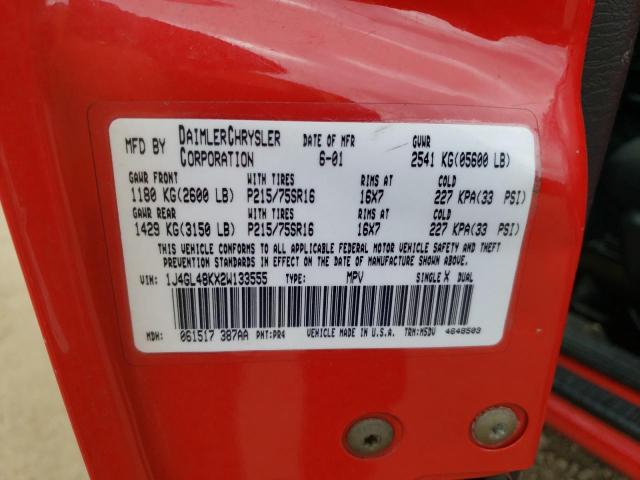 MFD BY DAIMLERCHRYSLER CORPORATION DATE OF MFR 6-01 GVWR 2541 KG(05600 LB)
GAWR FRONT WITH TIRES RIMS AT COLD
1180 KG(2600 LB) P215/75SR16 16X7 227 KPA(33 PSI)
GAWR REAR WITH TIRES RIMS AT COLD
1429 KG(3150 LB) P215/75SR16 16X7 227 KPA(33 PSI)
THIS VEHICLE CONFORMS TO ALL APPLICABLE FEDERAL MOTOR VEHICLE SAFETY AND THEFT
PREVENTION STANDARDS IN EFFECT ON THE DATE OF MANUFACTURE SHOWN ABOVE.
VIN: 1J4GL48KX2W133555 TYPE: MPV SINGLE X DUAL
MDH: 061517 387AA PNT:PR4 VEHICLE MADE IN U.S.A. TRM:MSDV 4648503